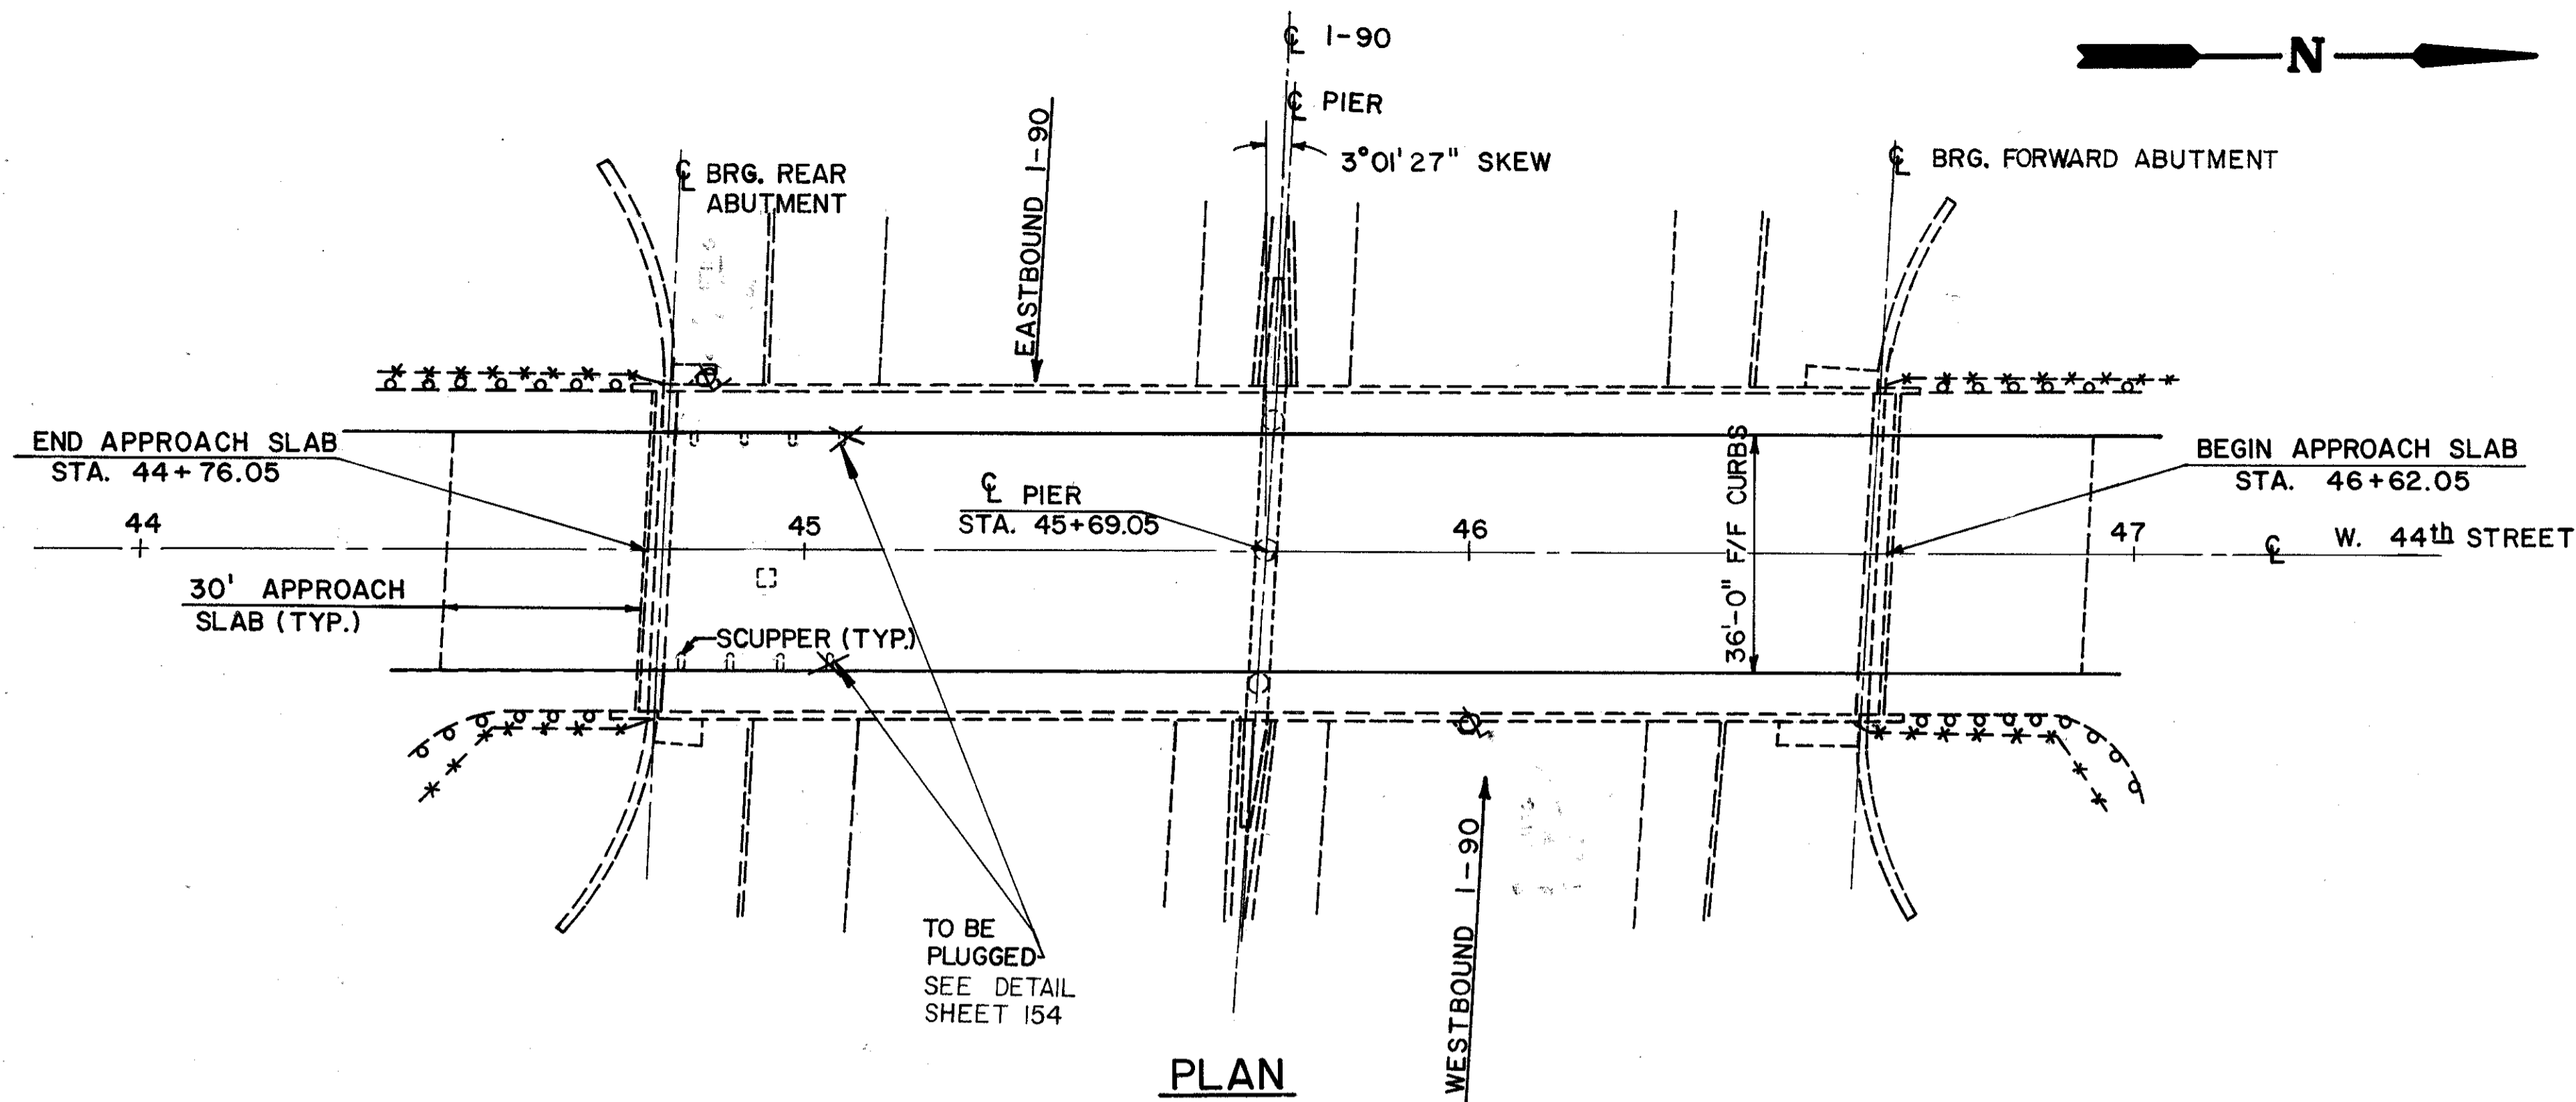 ℄ I-90
N
℄ PIER
3°01'27" SKEW
EASTBOUND I-90
℄ BRG. REAR
ABUTMENT
℄ BRG. FORWARD ABUTMENT
END APPROACH SLAB
STA. 44+76.05
℄ PIER
STA. 45+69.05
36'-0" F/F CURBS
BEGIN APPROACH SLAB
STA. 46+62.05
44
45
46
47
℄ W. 44th STREET
30' APPROACH
SLAB (TYP.)
SCUPPER (TYP.)
TO BE
PLUGGED
SEE DETAIL
SHEET 154
WESTBOUND I-90
PLAN